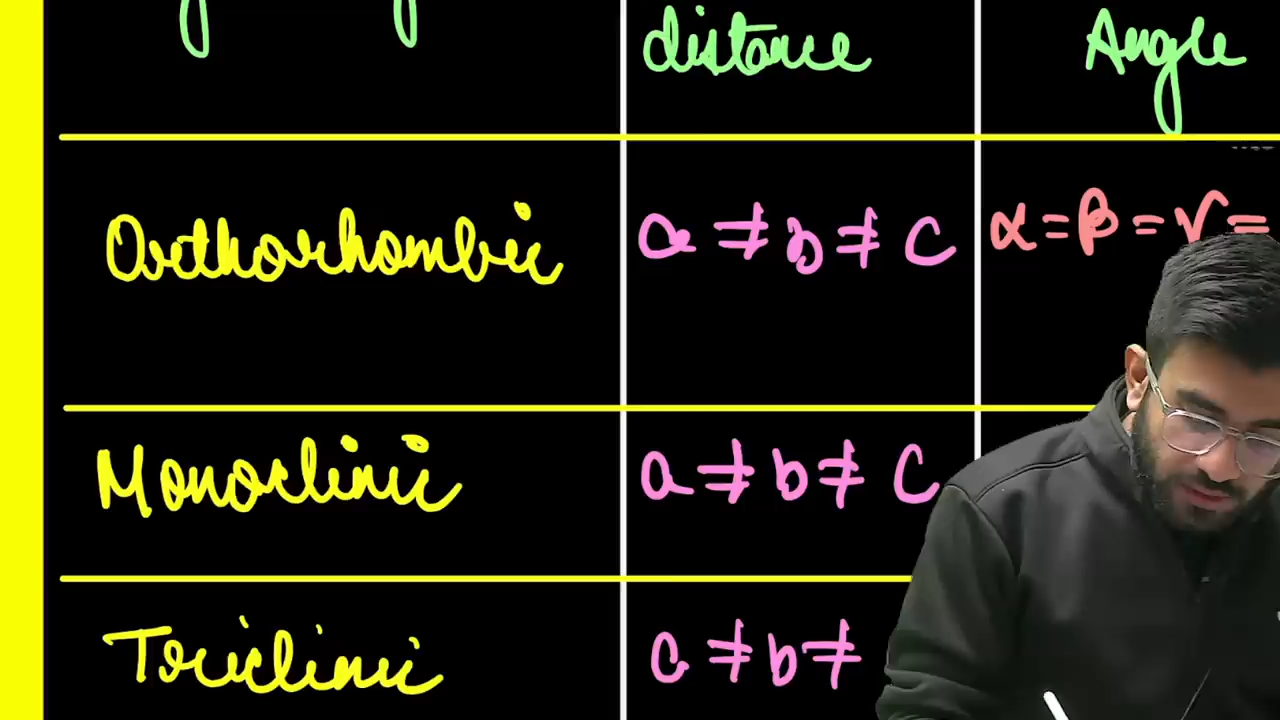 distance Angle
Orthorhombic a ≠ b ≠ c α = β = γ =
Monoclinic a ≠ b ≠ c
Triclinic a ≠ b ≠